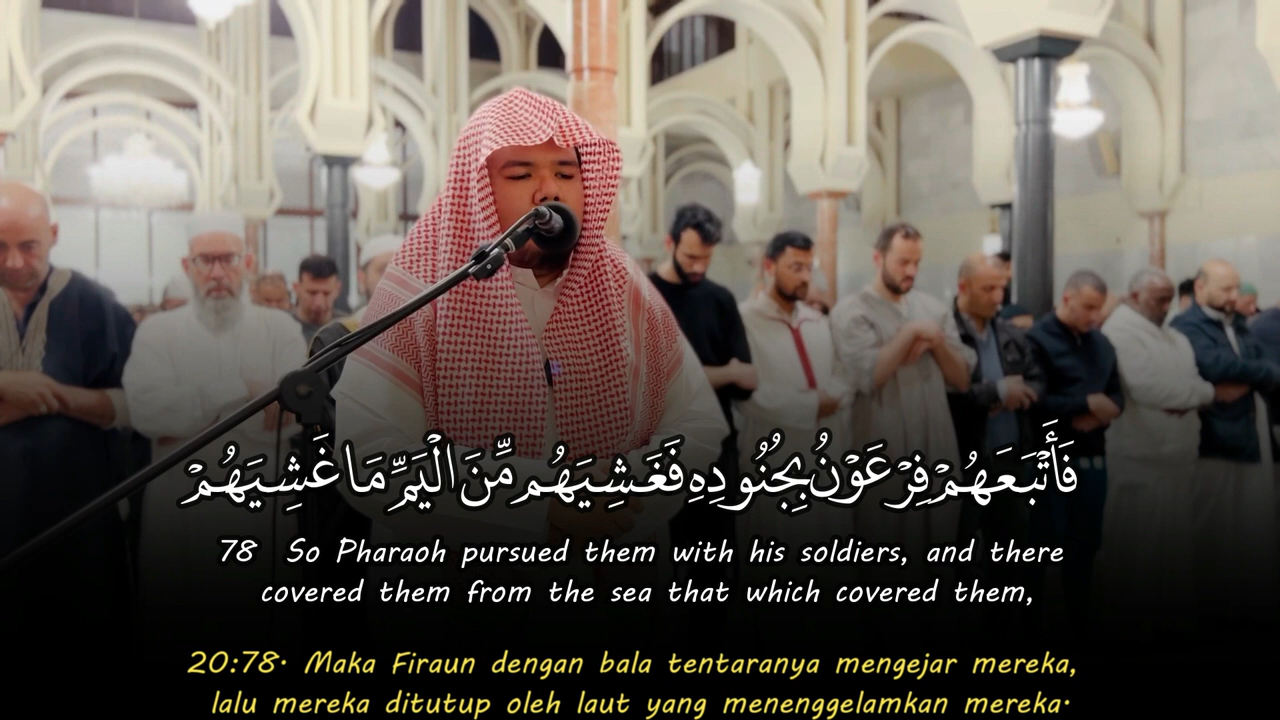 فَأَتْبَعَهُمْ فِرْعَوْنُ بِجُنُودِهِ فَغَشِيَهُم مِّنَ الْيَمِّ مَا غَشِيَهُمْ
78 So Pharaoh pursued them with his soldiers, and there
covered them from the sea that which covered them,
20:78· Maka Firaun dengan bala tentaranya mengejar mereka,
lalu mereka ditutup oleh laut yang menenggelamkan mereka·